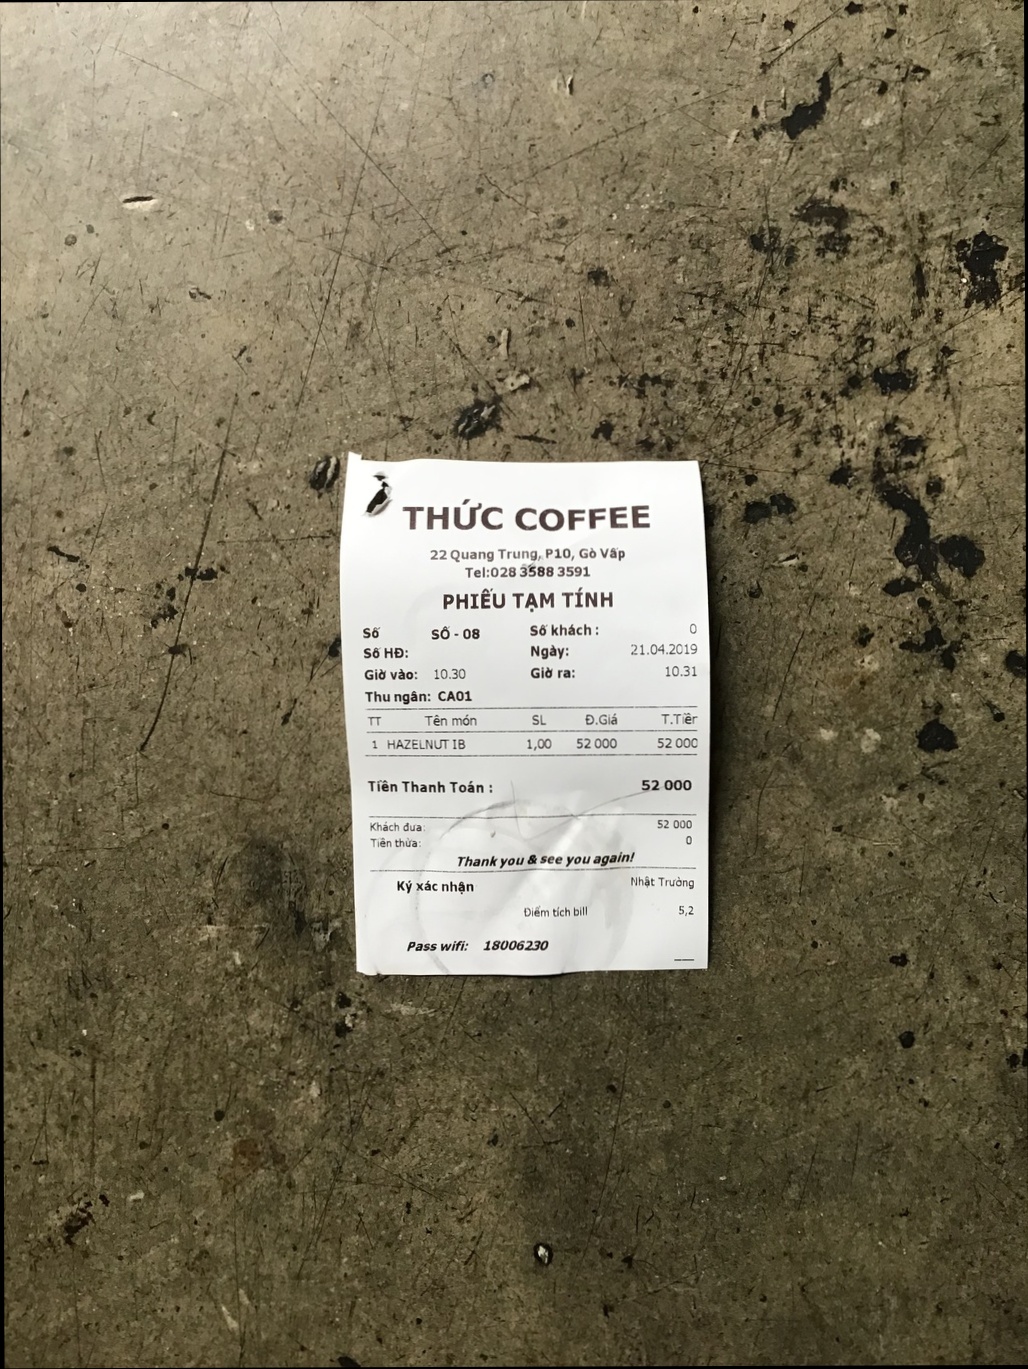 THỨC COFFEE
22 Quang Trung, P10, Gò Vấp
Tel:028 3588 3591
PHIẾU TẠM TÍNH
Số SỐ - 08 Số khách : 0
Số HĐ: Ngày: 21.04.2019
Giờ vào: 10.30 Giờ ra: 10.31
Thu ngân: CA01
TT Tên món SL Đ.Giá T.Tiền
1 HAZELNUT IB 1,00 52 000 52 000
Tiền Thanh Toán : 52 000
Khách đưa: 52 000
Tiền thừa: 0
Thank you & see you again!
Ký xác nhận Nhật Trường
Điểm tích bill 5,2
Pass wifi: 18006230